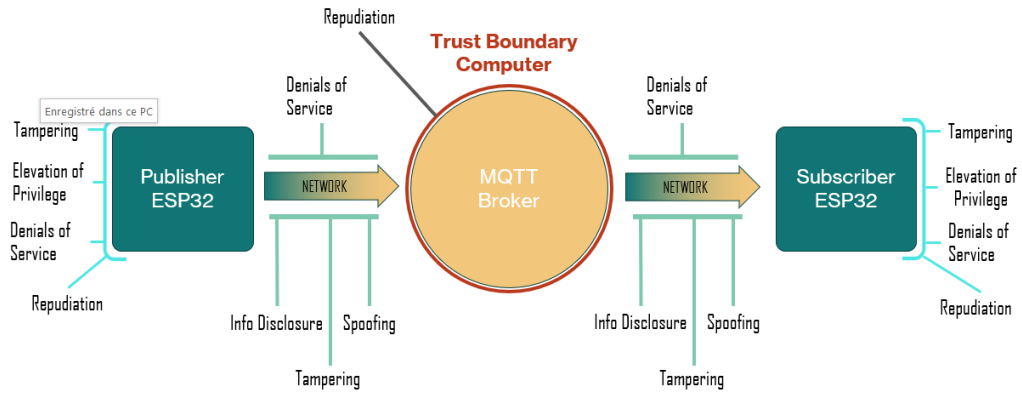 Repudiation
Trust Boundary
Computer
Denials of
Service
Denials of
Service
Enregistré dans ce PC
Tampering
Elevation of
Privilege
Denials of
Service
Repudiation
Publisher
ESP32
NETWORK
MQTT
Broker
NETWORK
Subscriber
ESP32
Tampering
Elevation of
Privilege
Denials of
Service
Repudiation
Info Disclosure
Spoofing
Tampering
Info Disclosure
Spoofing
Tampering